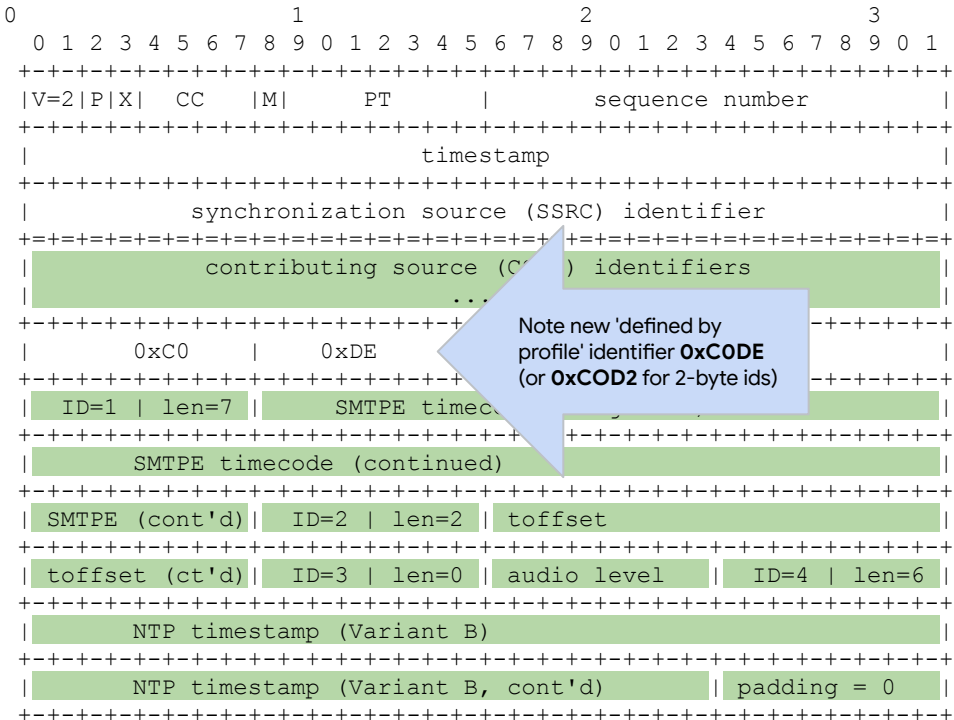 0 1 2 3
0 1 2 3 4 5 6 7 8 9 0 1 2 3 4 5 6 7 8 9 0 1 2 3 4 5 6 7 8 9 0 1
+-+-+-+-+-+-+-+-+-+-+-+-+-+-+-+-+-+-+-+-+-+-+-+-+-+-+-+-+-+-+-+-+
|V=2|P|X| CC |M| PT | sequence number |
+-+-+-+-+-+-+-+-+-+-+-+-+-+-+-+-+-+-+-+-+-+-+-+-+-+-+-+-+-+-+-+-+
| timestamp |
+-+-+-+-+-+-+-+-+-+-+-+-+-+-+-+-+-+-+-+-+-+-+-+-+-+-+-+-+-+-+-+-+
| synchronization source (SSRC) identifier |
+=+=+=+=+=+=+=+=+=+=+=+=+=+=+=+=+=+ +=+=+=+=+=+=+=+=+=+=+=+=+=+
| contributing source ( ) identifiers |
| ... |
+-+-+-+-+-+-+-+-+-+-+-+-+-+-+-+ -+-+-+-+-+
| 0xC0 | 0xDE |
Note new 'defined by
profile' identifier 0xC0DE
(or 0xCOD2 for 2-byte ids)
+-+-+-+-+-+-+-+-+-+-+-+-+-+-+-+ -+-+-+-+-+
| ID=1 | len=7 | SMTPE |
+-+-+-+-+-+-+-+-+-+-+-+-+-+-+-+-+-+ +-+-+-+-+-+-+-+-+-+-+-+-+-+
| SMTPE timecode (continued) |
+-+-+-+-+-+-+-+-+-+-+-+-+-+-+-+-+-+-+-+-+-+-+-+-+-+-+-+-+-+-+-+-+
| SMTPE (cont'd)| ID=2 | len=2 | toffset |
+-+-+-+-+-+-+-+-+-+-+-+-+-+-+-+-+-+-+-+-+-+-+-+-+-+-+-+-+-+-+-+-+
| toffset (ct'd)| ID=3 | len=0 | audio level | ID=4 | len=6 |
+-+-+-+-+-+-+-+-+-+-+-+-+-+-+-+-+-+-+-+-+-+-+-+-+-+-+-+-+-+-+-+-+
| NTP timestamp (Variant B) |
+-+-+-+-+-+-+-+-+-+-+-+-+-+-+-+-+-+-+-+-+-+-+-+-+-+-+-+-+-+-+-+-+
| NTP timestamp (Variant B, cont'd) | padding = 0 |
+-+-+-+-+-+-+-+-+-+-+-+-+-+-+-+-+-+-+-+-+-+-+-+-+-+-+-+-+-+-+-+-+